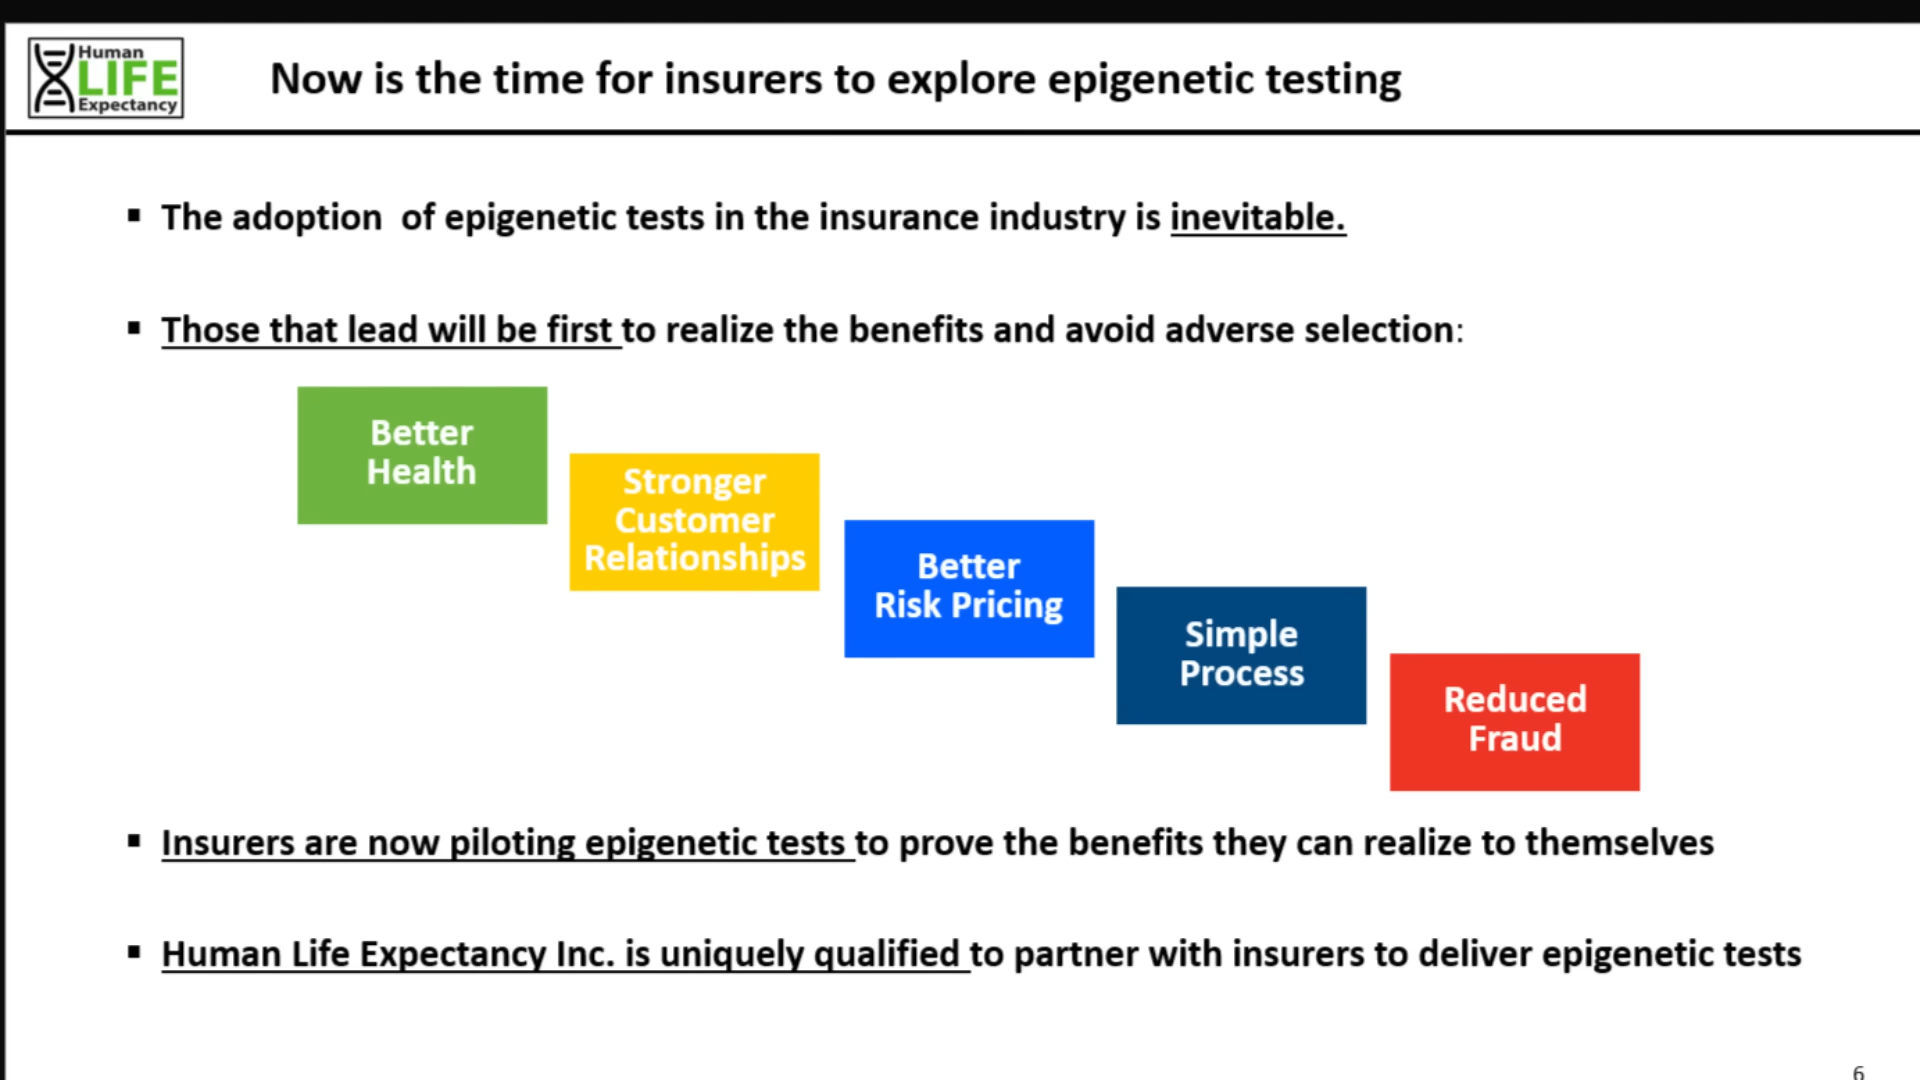 Human
LIFE
Expectancy
Now is the time for insurers to explore epigenetic testing
▪ The adoption  of epigenetic tests in the insurance industry is inevitable.
▪ Those that lead will be first to realize the benefits and avoid adverse selection:
Better
Health
Stronger
Customer
Relationships
Better
Risk Pricing
Simple
Process
Reduced
Fraud
▪ Insurers are now piloting epigenetic tests to prove the benefits they can realize to themselves
▪ Human Life Expectancy Inc. is uniquely qualified to partner with insurers to deliver epigenetic tests
6